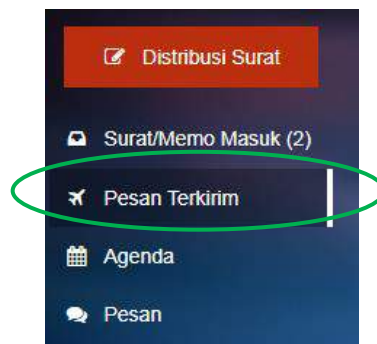 Distribusi Surat
Surat/Memo Masuk (2)
Pesan Terkirim
Agenda
Pesan